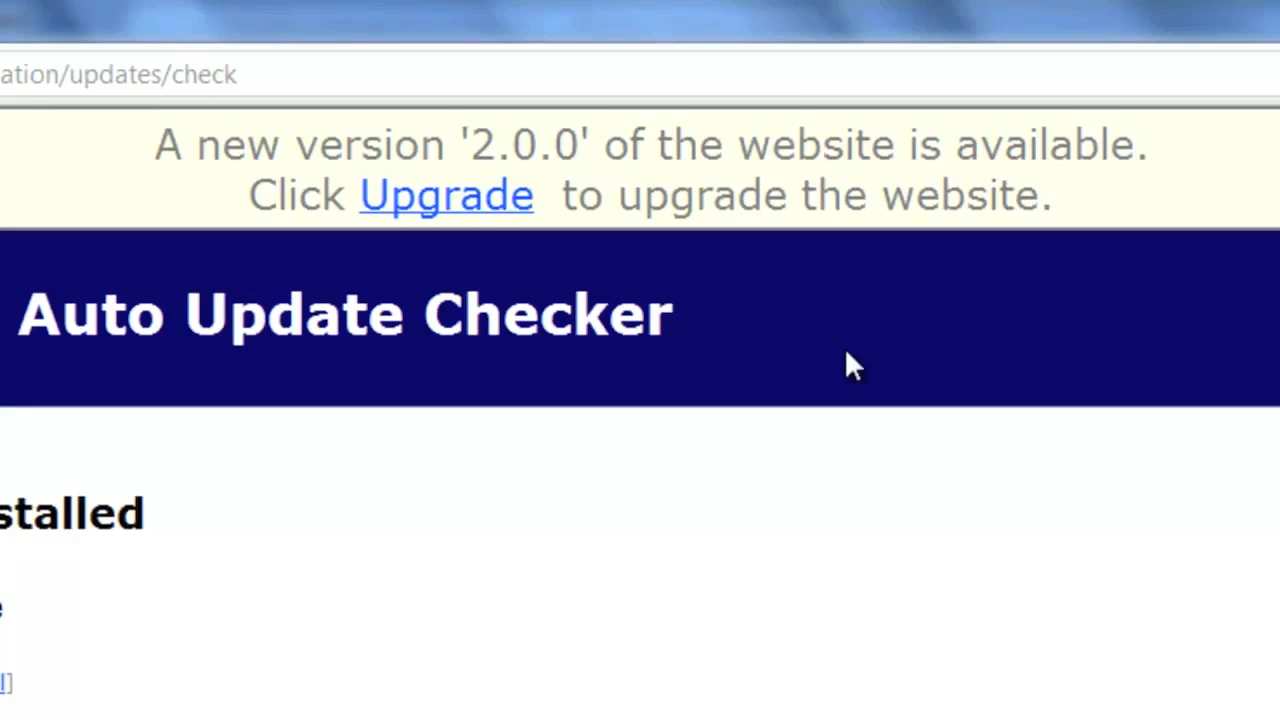 ation/updates/check
A new version '2.0.0' of the website is available.
Click Upgrade to upgrade the website.
Auto Update Checker
stalled
e
l]